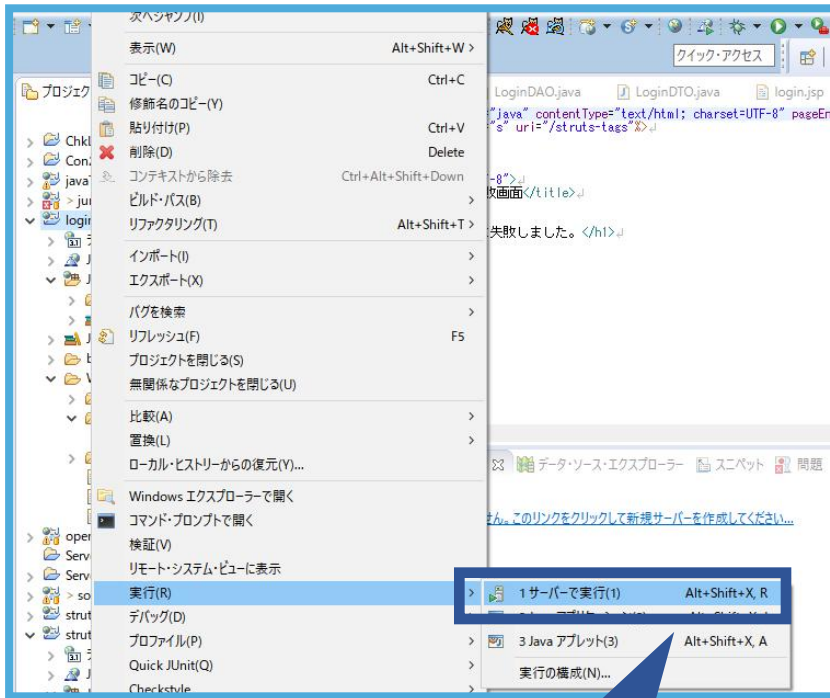 次へジャンプ(I)
表示(W) Alt+Shift+W >
クイック・アクセス
コピー(C) Ctrl+C
修飾名のコピー(Y)
貼り付け(P) Ctrl+V
削除(D) Delete
コンテキストから除去 Ctrl+Alt+Shift+Down
ビルド・パス(B) >
リファクタリング(T) Alt+Shift+T >
インポート(I) >
エクスポート(X) >
バグを検索 >
リフレッシュ(F) F5
プロジェクトを閉じる(S)
無関係なプロジェクトを閉じる(U)
比較(A) >
置換(L) >
ローカル・ヒストリーからの復元(Y)...
Windows エクスプローラーで開く
コマンド・プロンプトで開く
検証(V)
リモート・システム・ビューに表示
実行(R) >
デバッグ(D)
プロファイル(P)
Quick JUnit(Q)
Checkstyle
1 サーバーで実行(1) Alt+Shift+X, R
3 Java アプレット(3) Alt+Shift+X, A
実行の構成(N)...
プロジェク
> Chkl
> java
> > ju
login
> oper
Serv
> Serv
> > so
> strut
strut
LoginDAO.java LoginDTO.java login.jsp
"java" contentType="text/html; charset=UTF-8" pageEn
"s" uri="/struts-tags"%>
-8">
敗画面</title>
失敗しました。</h1>
データ・ソース・エクスプローラー スニペット 問題
せん。このリンクをクリックして新規サーバーを作成してください...